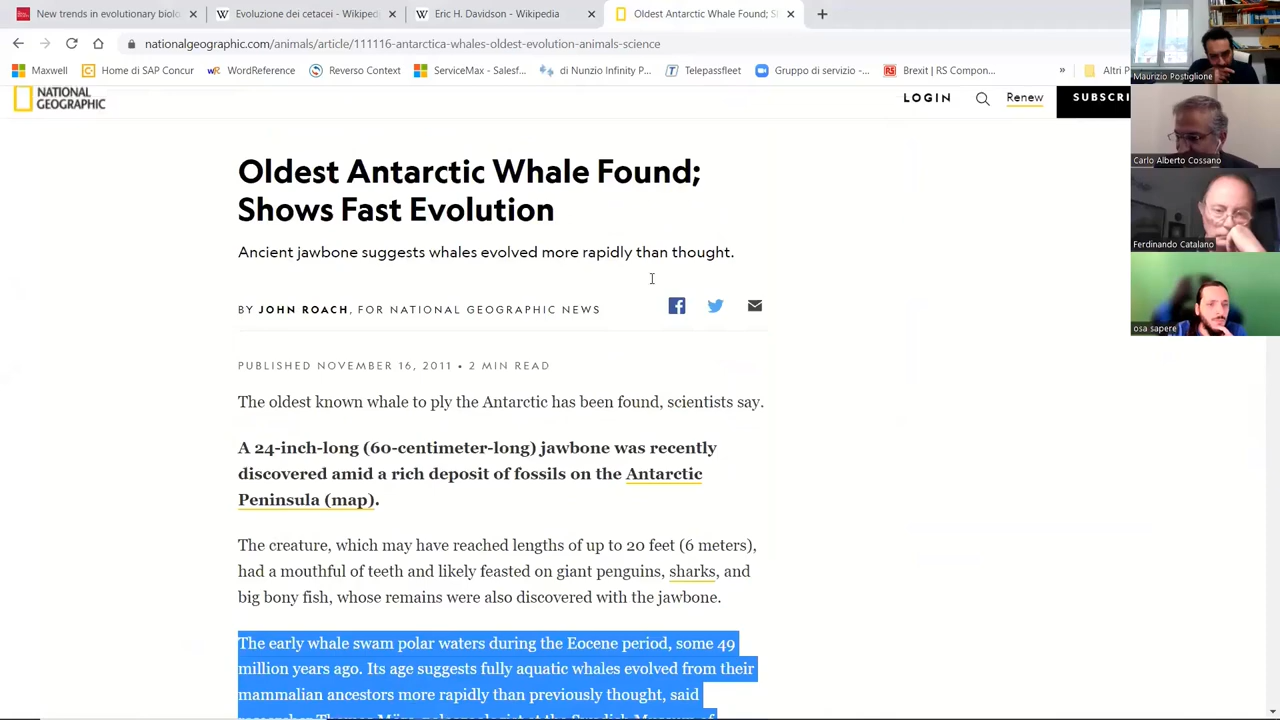 New trends in evolutionary biolo
Evoluzione dei cetacei - Wikiped
Eric H. Davidson - Wikipedia
Oldest Antarctic Whale Found; S
nationalgeographic.com/animals/article/111116-antarctica-whales-oldest-evolution-animals-science
Maxwell
Home di SAP Concur
WordReference
Reverso Context
ServiceMax - Salesf...
di Nunzio Infinity P...
Telepassfleet
Gruppo di servizio -...
Brexit | RS Compon...
»
Altri P
NATIONAL
GEOGRAPHIC
LOGIN
Renew
SUBSCRI
Oldest Antarctic Whale Found;
Shows Fast Evolution
Ancient jawbone suggests whales evolved more rapidly than thought.
BY JOHN ROACH, FOR NATIONAL GEOGRAPHIC NEWS
PUBLISHED NOVEMBER 16, 2011 • 2 MIN READ
The oldest known whale to ply the Antarctic has been found, scientists say.
A 24-inch-long (60-centimeter-long) jawbone was recently
discovered amid a rich deposit of fossils on the Antarctic
Peninsula (map).
The creature, which may have reached lengths of up to 20 feet (6 meters),
had a mouthful of teeth and likely feasted on giant penguins, sharks, and
big bony fish, whose remains were also discovered with the jawbone.
The early whale swam polar waters during the Eocene period, some 49
million years ago. Its age suggests fully aquatic whales evolved from their
mammalian ancestors more rapidly than previously thought, said
Maurizio Postiglione
Carlo Alberto Cossano
Ferdinando Catalano
osa sapere